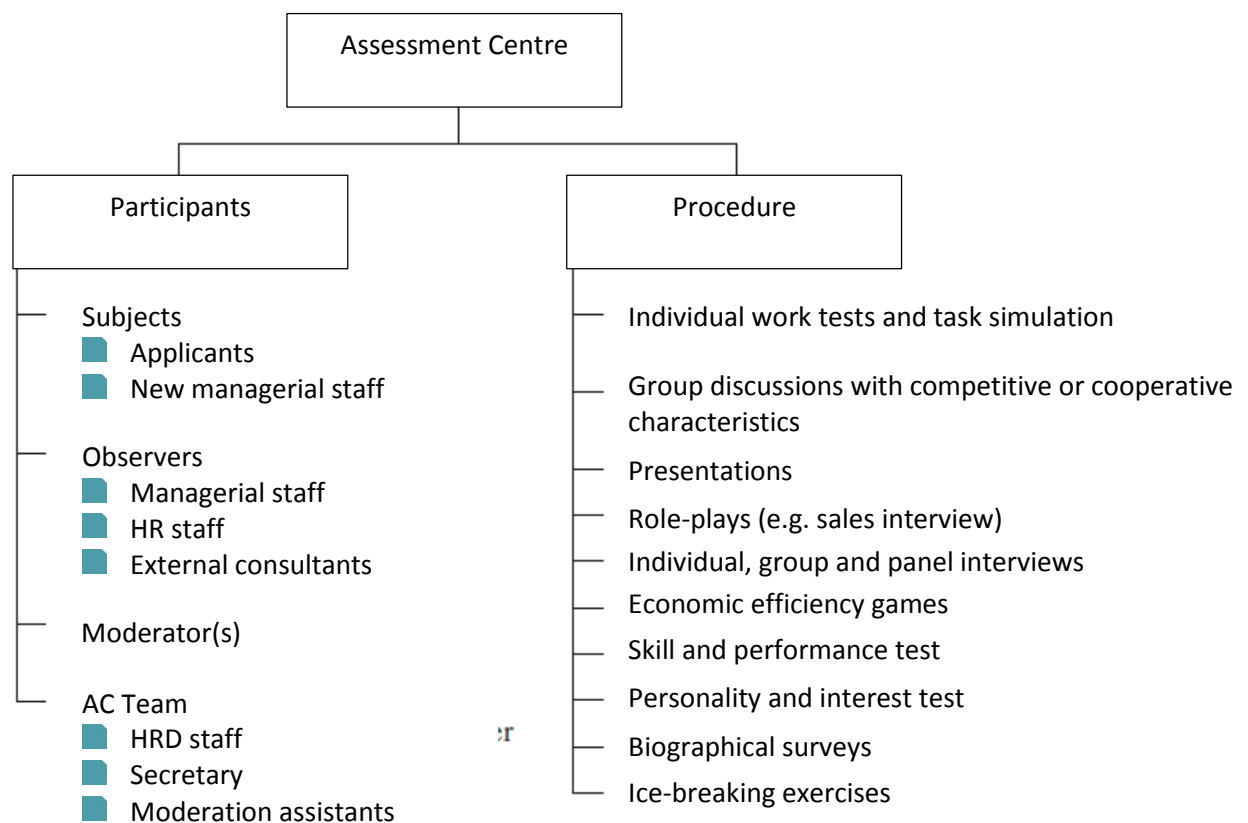 Assessment Centre
Participants
Subjects
Applicants
New managerial staff
Observers
Managerial staff
HR staff
External consultants
Moderator(s)
AC Team
HRD staff
Secretary
Moderation assistants
Procedure
Individual work tests and task simulation
Group discussions with competitive or cooperative
characteristics
Presentations
Role-plays (e.g. sales interview)
Individual, group and panel interviews
Economic efficiency games
Skill and performance test
Personality and interest test
Biographical surveys
Ice-breaking exercises